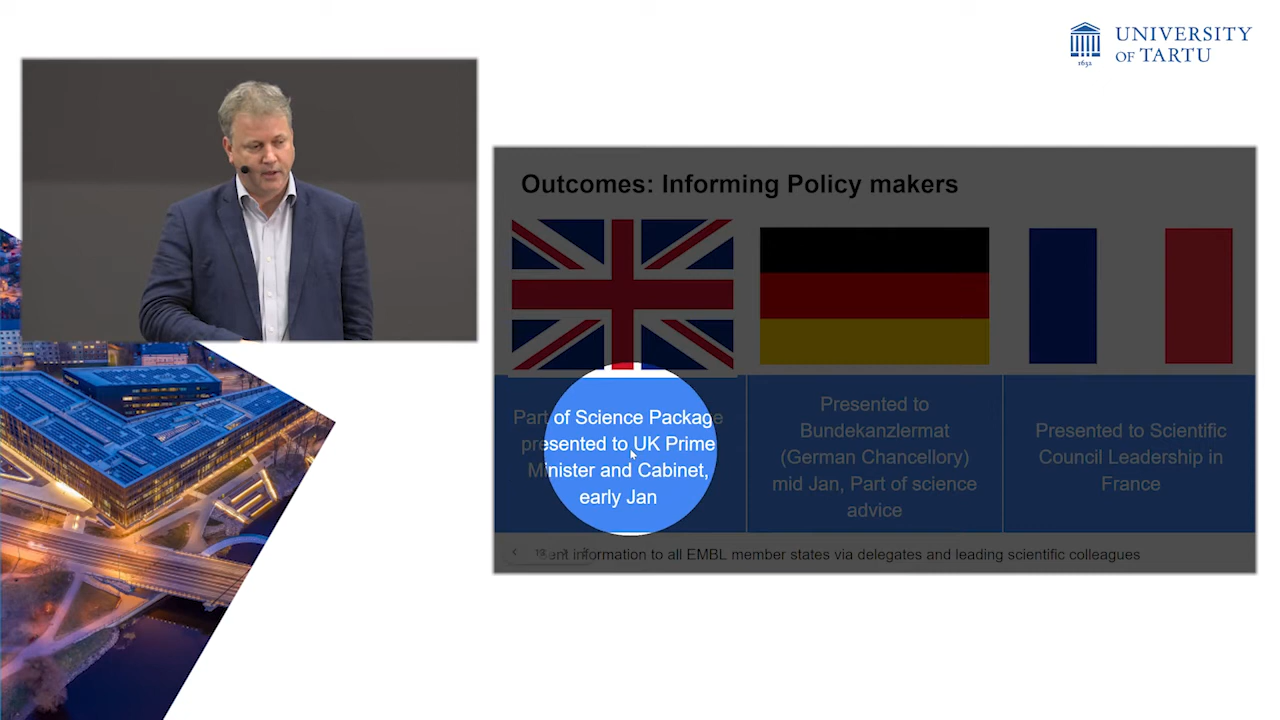 UNIVERSITY
OF TARTU
1632
Outcomes: Informing Policy makers
Part of Science Package
presented to UK Prime
Minister and Cabinet,
early Jan
Presented to
Bundekanzlermat
(German Chancellory)
mid Jan, Part of science
advice
Presented to Scientific
Council Leadership in
France
information to all EMBL member states via delegates and leading scientific colleagues